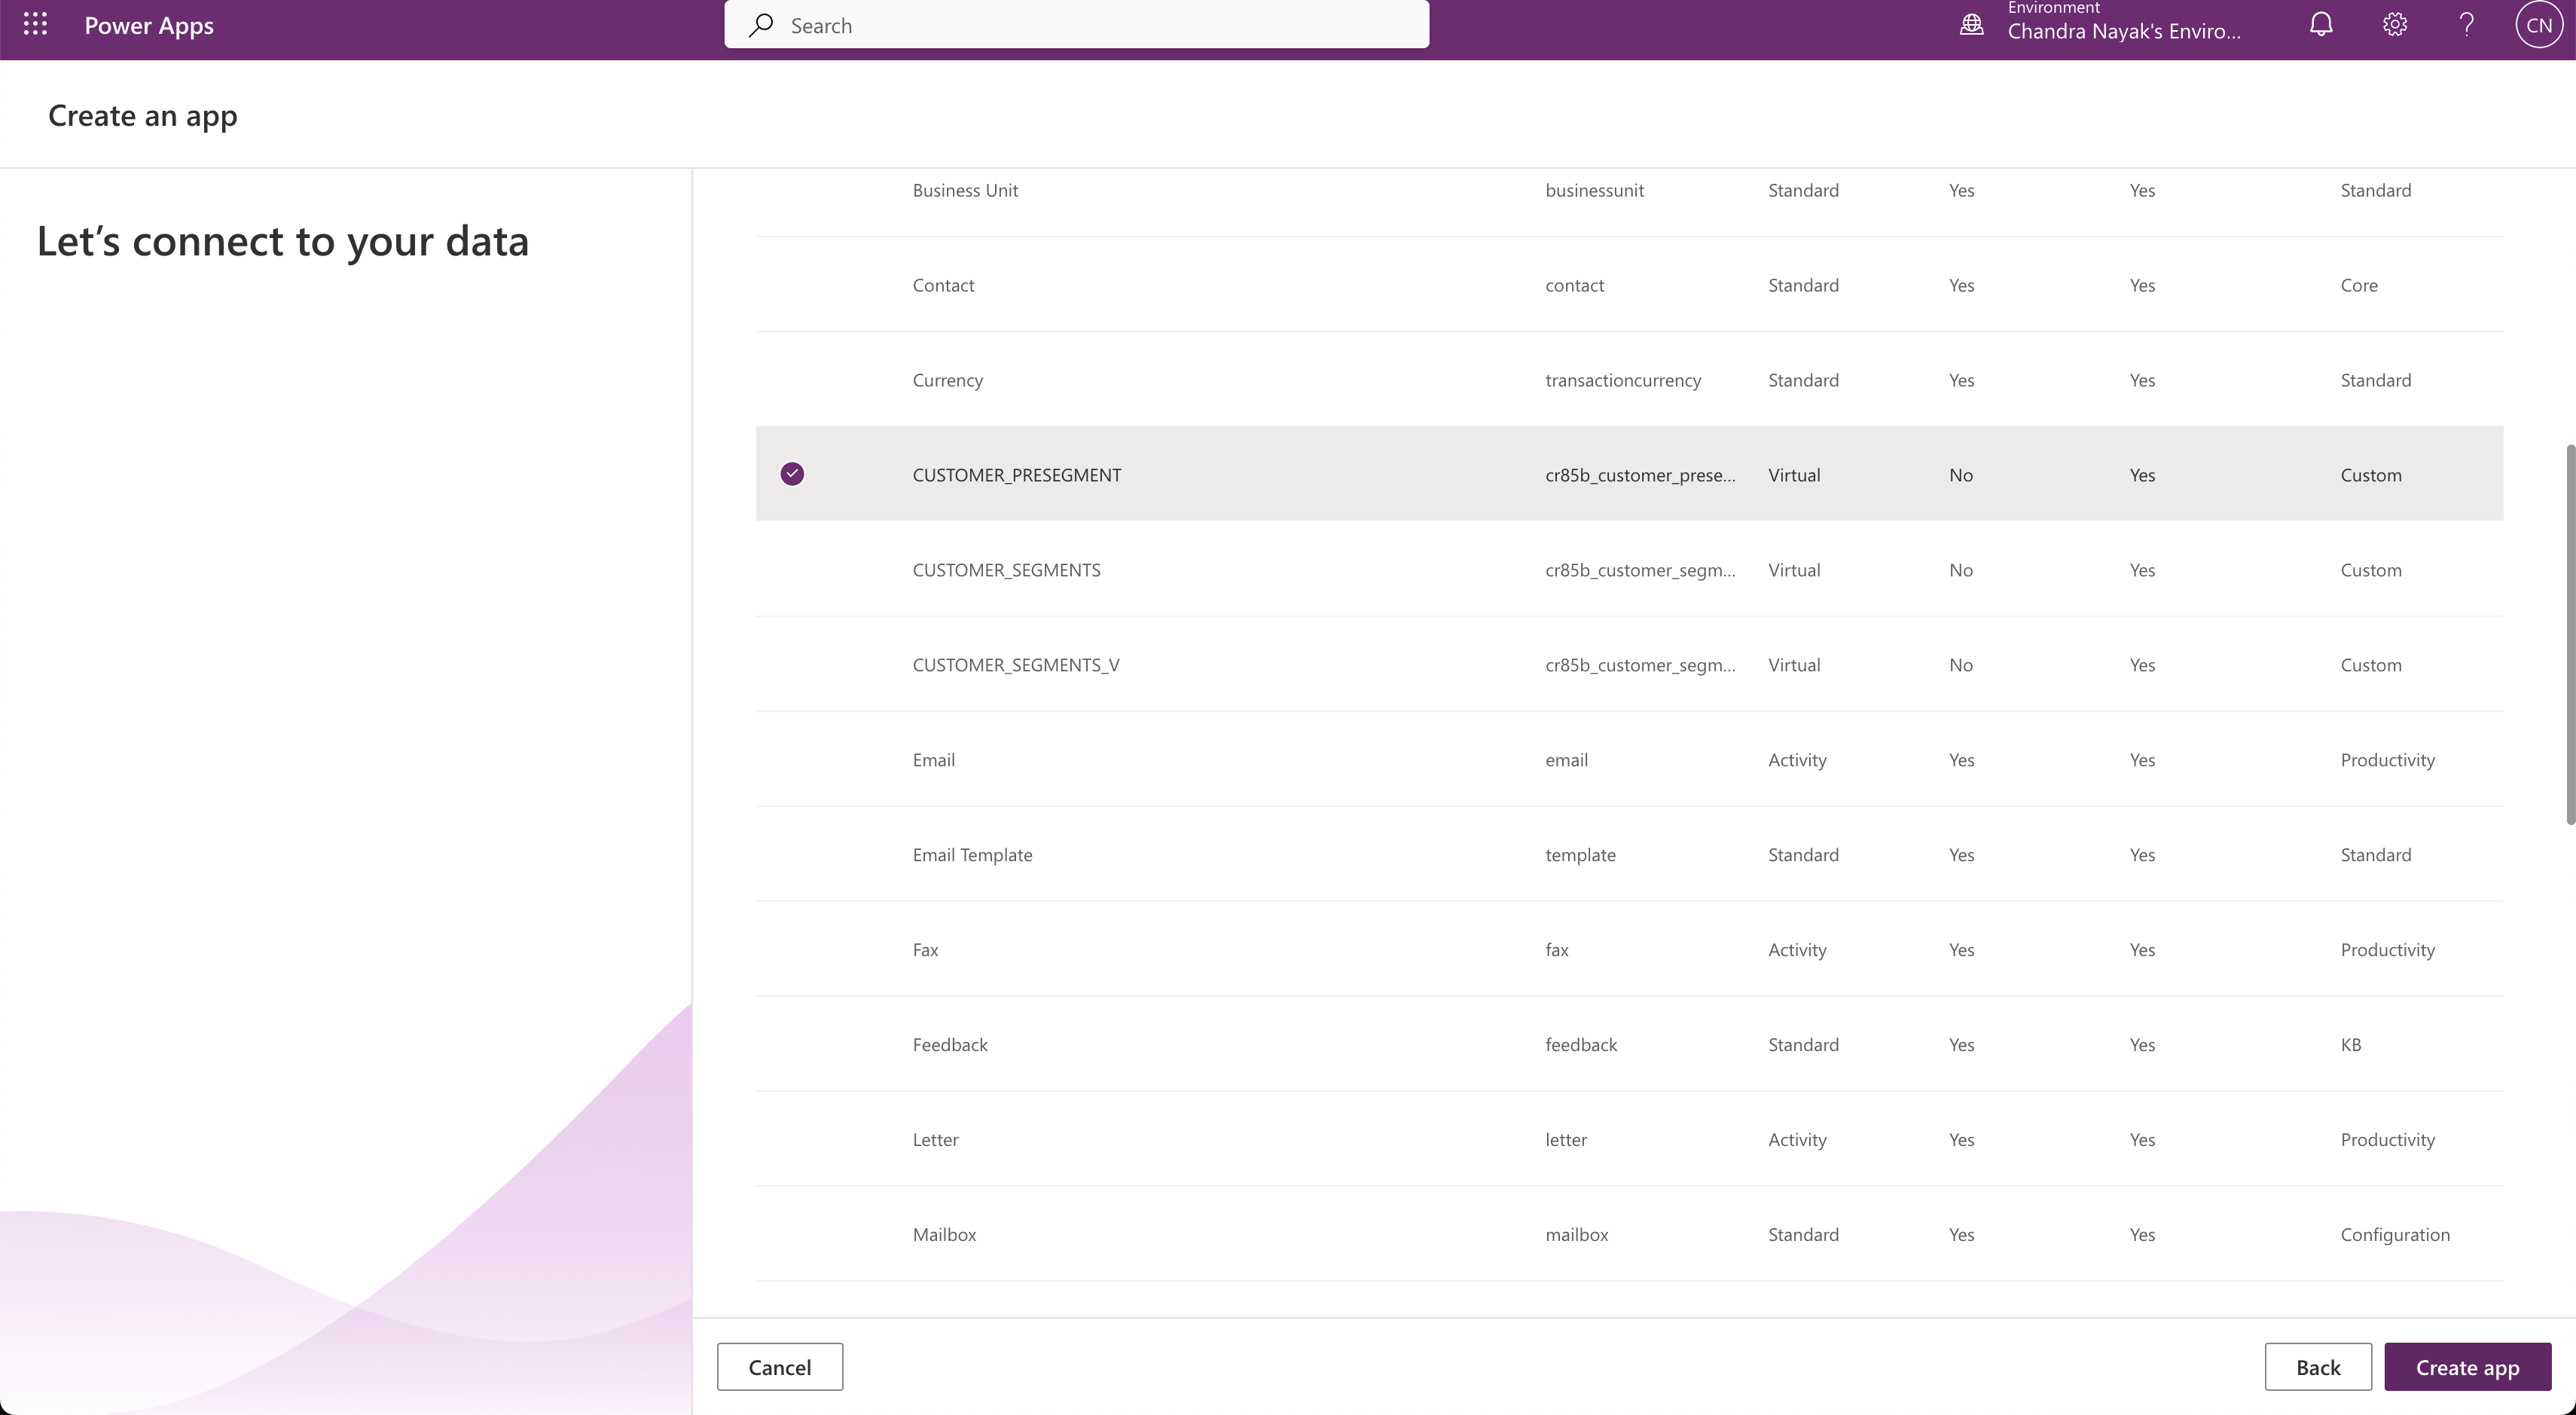 Power Apps
Search
Environment
Chandra Nayak's Enviro...
CN
Create an app
Let's connect to your data
Business Unit businessunit Standard Yes Yes Standard
Contact contact Standard Yes Yes Core
Currency transactioncurrency Standard Yes Yes Standard
CUSTOMER_PRESEGMENT cr85b_customer_prese... Virtual No Yes Custom
CUSTOMER_SEGMENTS cr85b_customer_segm... Virtual No Yes Custom
CUSTOMER_SEGMENTS_V cr85b_customer_segm... Virtual No Yes Custom
Email email Activity Yes Yes Productivity
Email Template template Standard Yes Yes Standard
Fax fax Activity Yes Yes Productivity
Feedback feedback Standard Yes Yes KB
Letter letter Activity Yes Yes Productivity
Mailbox mailbox Standard Yes Yes Configuration
Cancel
Back
Create app